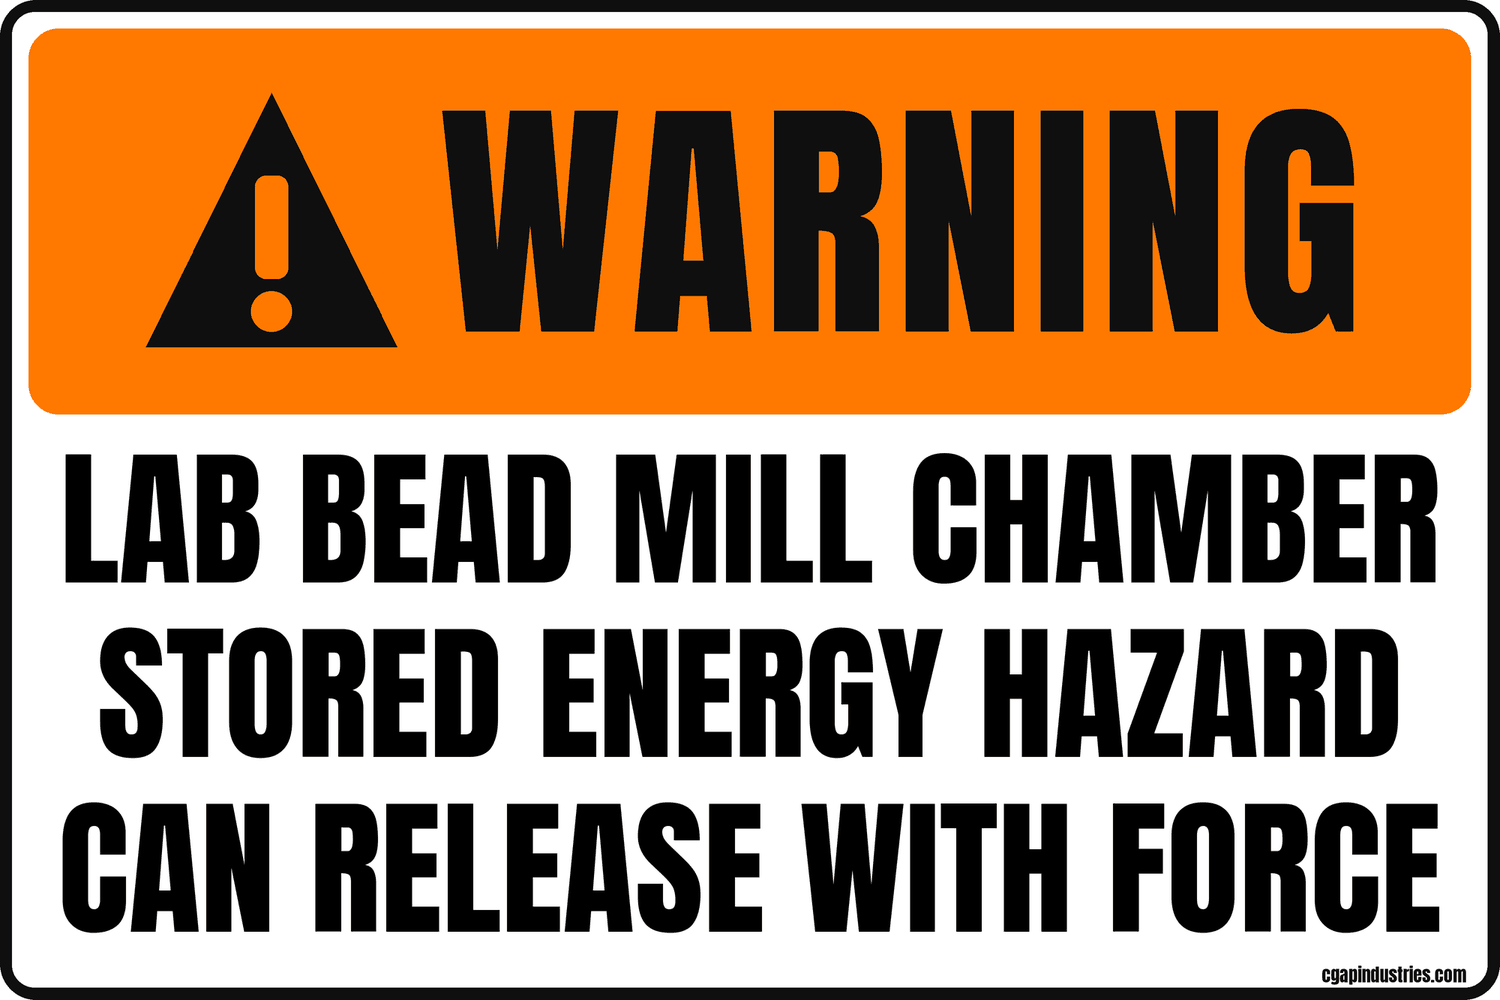 WARNING
LAB BEAD MILL CHAMBER
STORED ENERGY HAZARD
CAN RELEASE WITH FORCE
cgapindustries.com